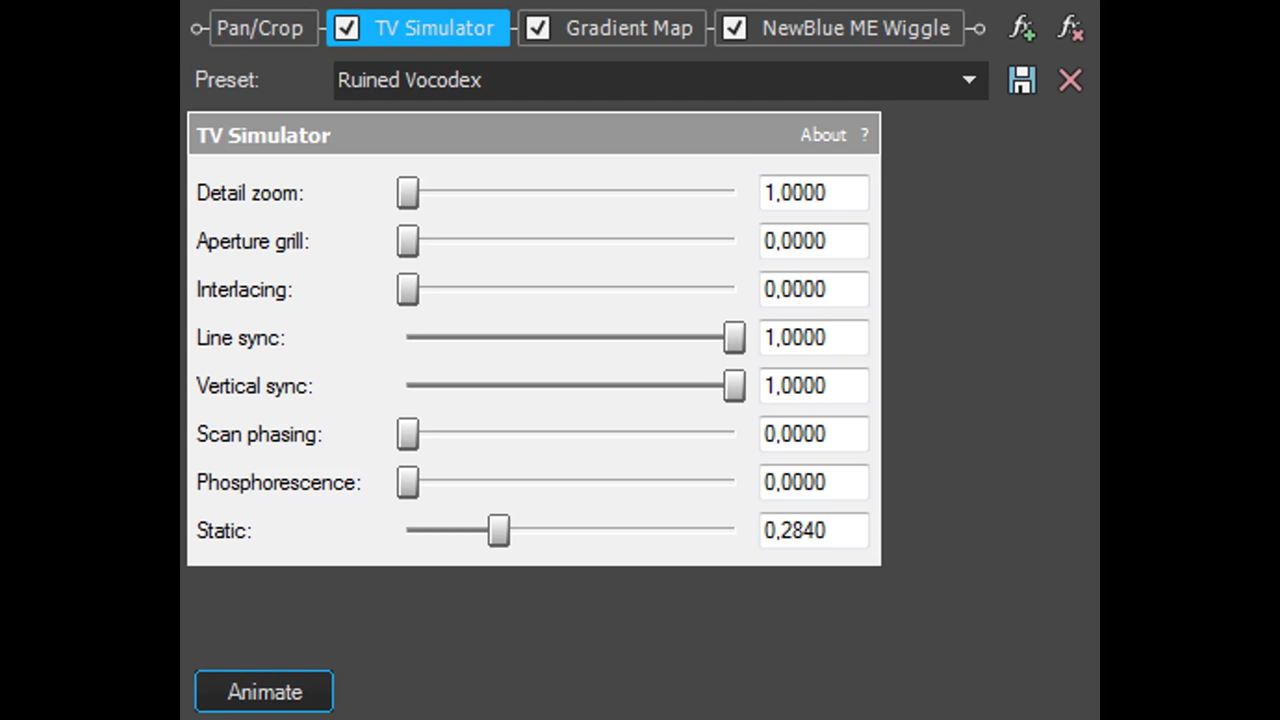 Pan/Crop TV Simulator Gradient Map NewBlue ME Wiggle
Preset: Ruined Vocodex
TV Simulator About ?
Detail zoom: 1,0000
Aperture grill: 0,0000
Interlacing: 0,0000
Line sync: 1,0000
Vertical sync: 1,0000
Scan phasing: 0,0000
Phosphorescence: 0,0000
Static: 0,2840
Animate